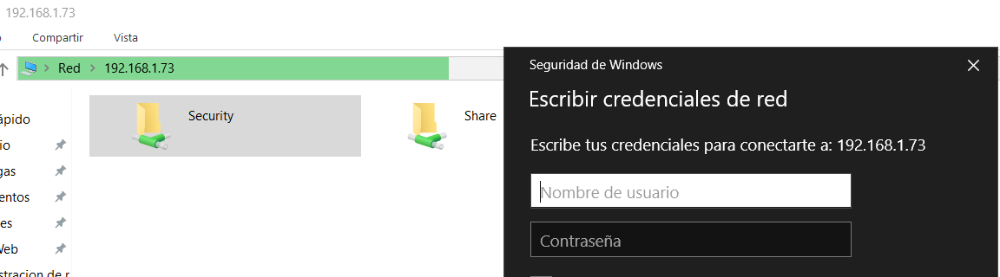 192.168.1.73
Compartir Vista
Red 192.168.1.73
Security
Share
ápido
io
gas
entos
es
Web
stracion de r
Seguridad de Windows
Escribir credenciales de red
Escribe tus credenciales para conectarte a: 192.168.1.73
Nombre de usuario
Contraseña